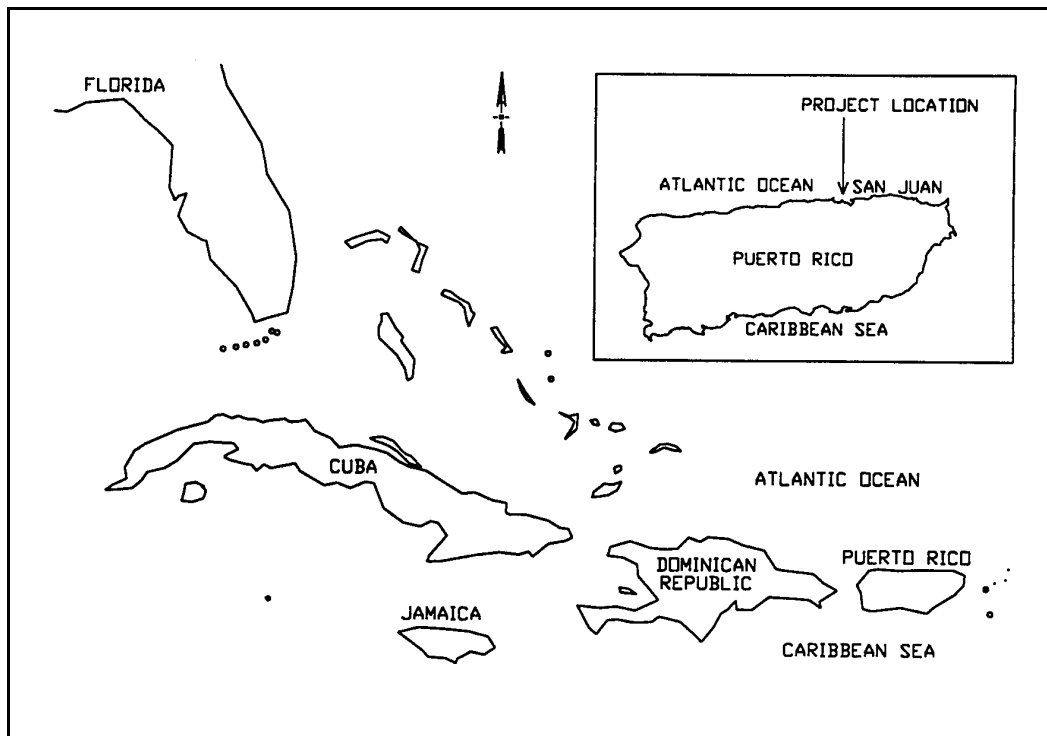 FLORIDA
PROJECT LOCATION
ATLANTIC OCEAN
SAN JUAN
PUERTO RICO
CARIBBEAN SEA
CUBA
ATLANTIC OCEAN
DOMINICAN
REPUBLIC
PUERTO RICO
JAMAICA
CARIBBEAN SEA